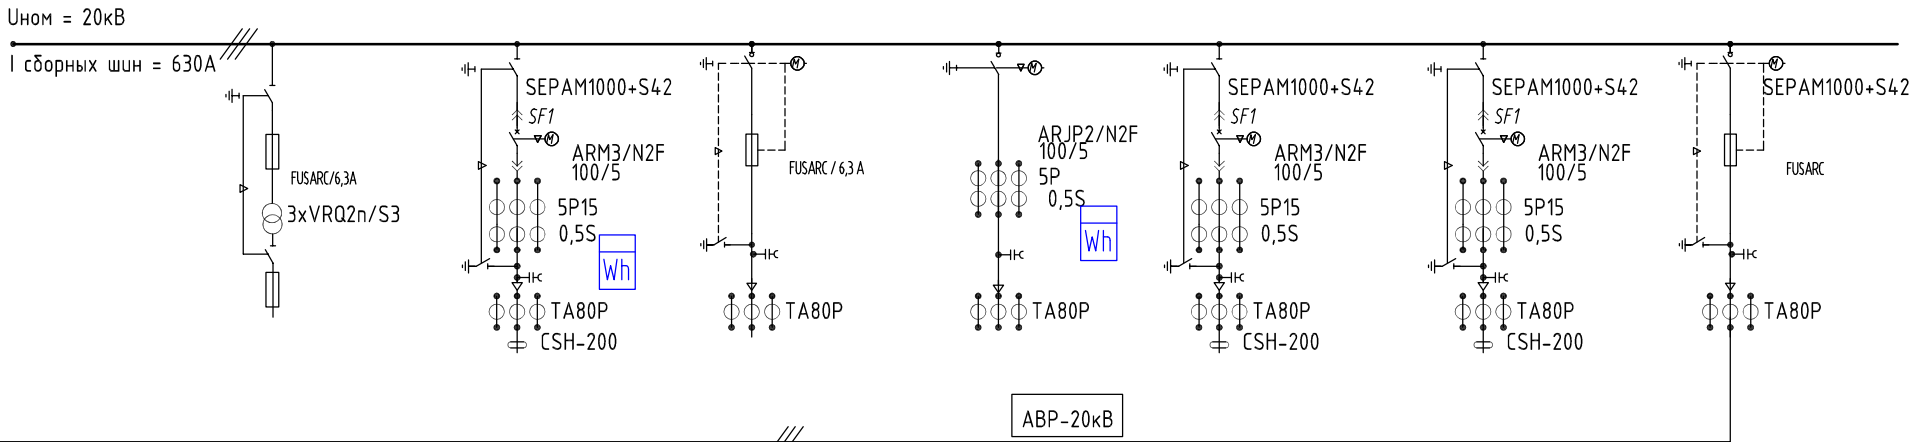 Uном = 20кВ
I сборных шин = 630А
FUSARC/6,3А
3xVRQ2n/S3
SEPAM1000+S42
SF1
M
ARM3/N2F
100/5
5P15
0,5S
Wh
TA80P
CSH-200
M
FUSARC / 6,3 А
TA80P
M
ARJP2/N2F
100/5
5P
0,5S
Wh
TA80P
SEPAM1000+S42
SF1
M
ARM3/N2F
100/5
5P15
0,5S
TA80P
CSH-200
SEPAM1000+S42
SF1
M
ARM3/N2F
100/5
5P15
0,5S
TA80P
CSH-200
M
SEPAM1000+S42
FUSARC
TA80P
АВР-20кВ